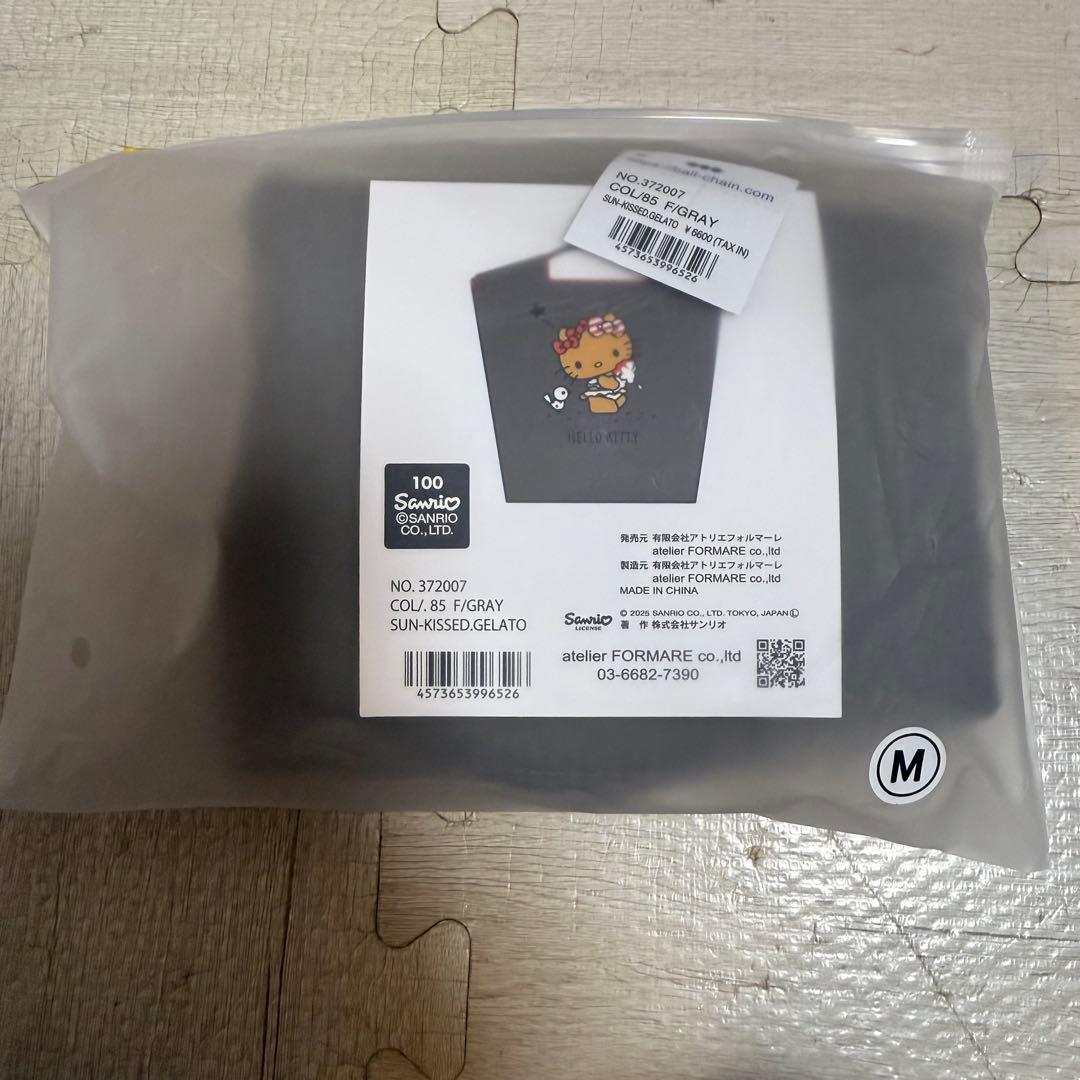 ball-chain.com
NO.372007
COL/85 F/GRAY
SUN-KISSED.GELATO ¥6600(TAX IN)
4573653996526
HELLO KITTY
100
Sanrio
©SANRIO
CO.,LTD.
発売元 有限会社アトリエフォルマーレ
atelier FORMARE co.,ltd
製造元 有限会社アトリエフォルマーレ
atelier FORMARE co.,ltd
MADE IN CHINA
NO. 372007
COL/. 85 F/GRAY
SUN-KISSED.GELATO
4573653996526
Sanrio
LICENSE
© 2025 SANRIO CO., LTD. TOKYO, JAPAN Ⓛ
著 作 株式会社サンリオ
atelier FORMARE co.,ltd
03-6682-7390
M